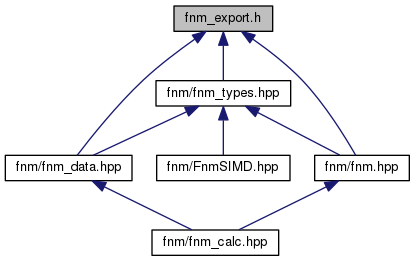 fnm_export.h
fnm/fnm_types.hpp
fnm/fnm_data.hpp
fnm/FnmSIMD.hpp
fnm/fnm.hpp
fnm/fnm_calc.hpp